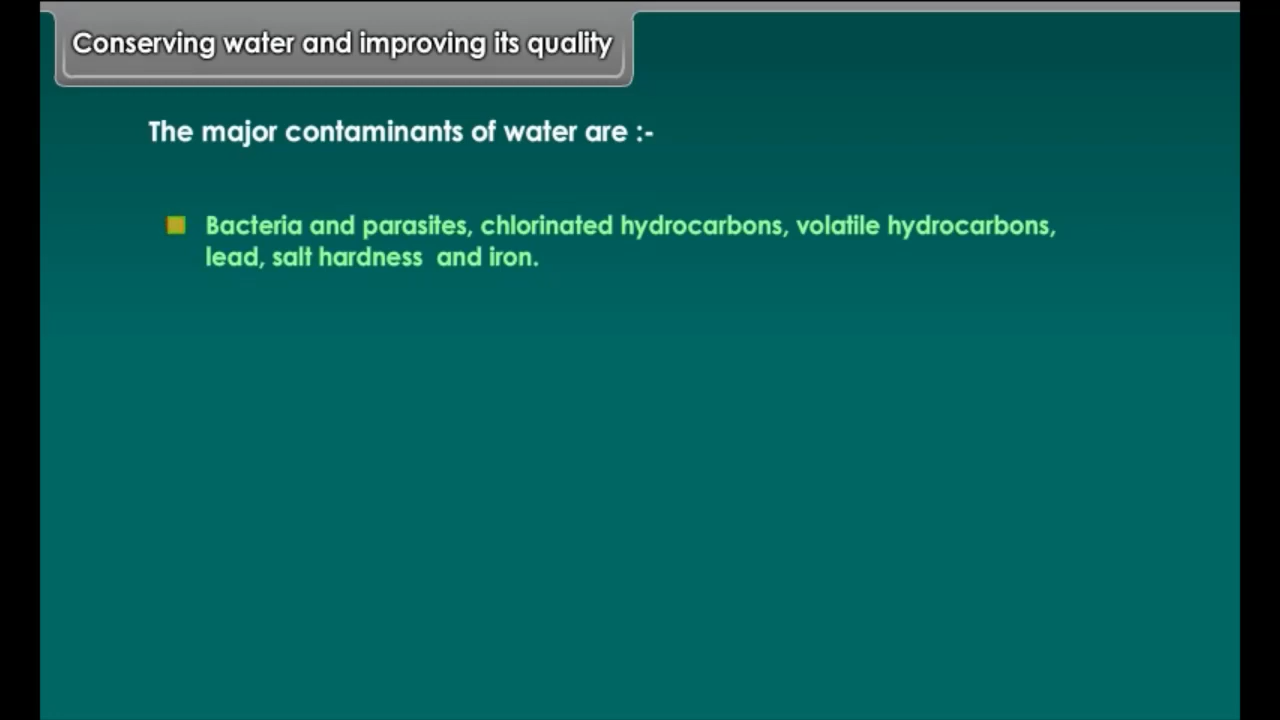 Conserving water and improving its quality
The major contaminants of water are :-
Bacteria and parasites, chlorinated hydrocarbons, volatile hydrocarbons,
lead, salt hardness  and iron.